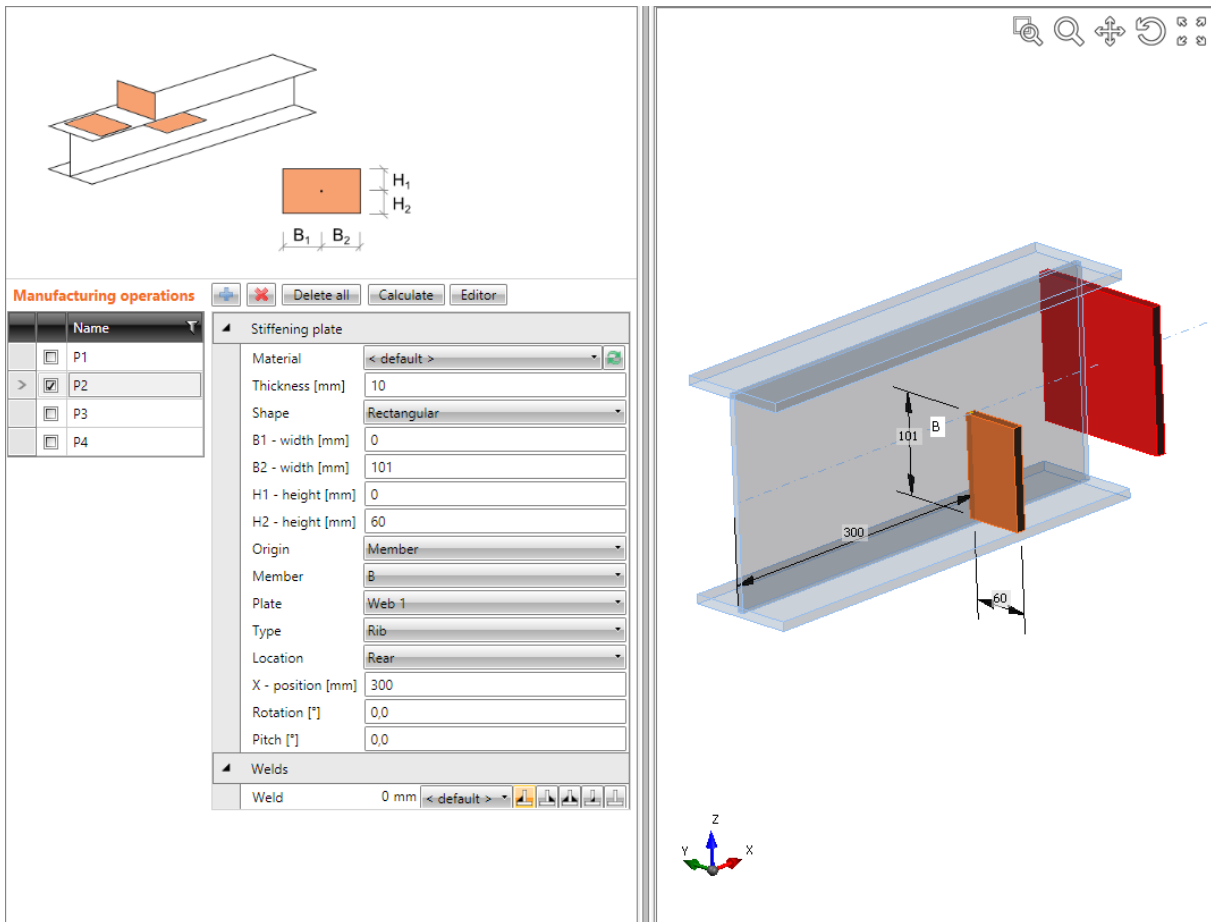 H1
H2
B1 B2
Manufacturing operations
Delete all Calculate Editor
Name
P1
> P2
P3
P4
Stiffening plate
Material < default >
Thickness [mm] 10
Shape Rectangular
B1 - width [mm] 0
B2 - width [mm] 101
H1 - height [mm] 0
H2 - height [mm] 60
Origin Member
Member B
Plate Web 1
Type Rib
Location Rear
X - position [mm] 300
Rotation [°] 0,0
Pitch [°] 0,0
Welds
Weld 0 mm < default >
101 B
300
60
Z
Y X